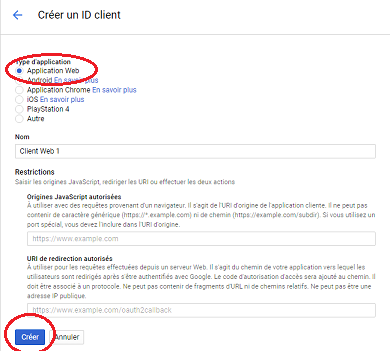 Créer un ID client
Type d'application
Application Web
Android En savoir plus
Application Chrome En savoir plus
iOS En savoir plus
PlayStation 4
Autre
Nom
Client Web 1
Restrictions
Saisir les origines JavaScript, rediriger les URI ou effectuer les deux actions
Origines JavaScript autorisées
À utiliser avec des requêtes provenant d'un navigateur. Il s'agit de l'URI d'origine de l'application cliente. Il ne peut pas
contenir de caractère générique (https://*.example.com) ni de chemin (https://example.com/subdir). Si vous utilisez un
port spécial, vous devez l'inclure dans l'URI d'origine.
https://www.example.com
URI de redirection autorisés
À utiliser pour les requêtes effectuées depuis un serveur Web. Il s'agit du chemin de votre application vers lequel les
utilisateurs sont redirigés après s'être authentifiés avec Google. Le code d'autorisation d'accès sera ajouté au chemin. Il
doit être associé à un protocole. Ne peut pas contenir de fragments d'URL ni de chemins relatifs. Ne peut pas être une
adresse IP publique.
https://www.example.com/oauth2callback
Créer Annuler